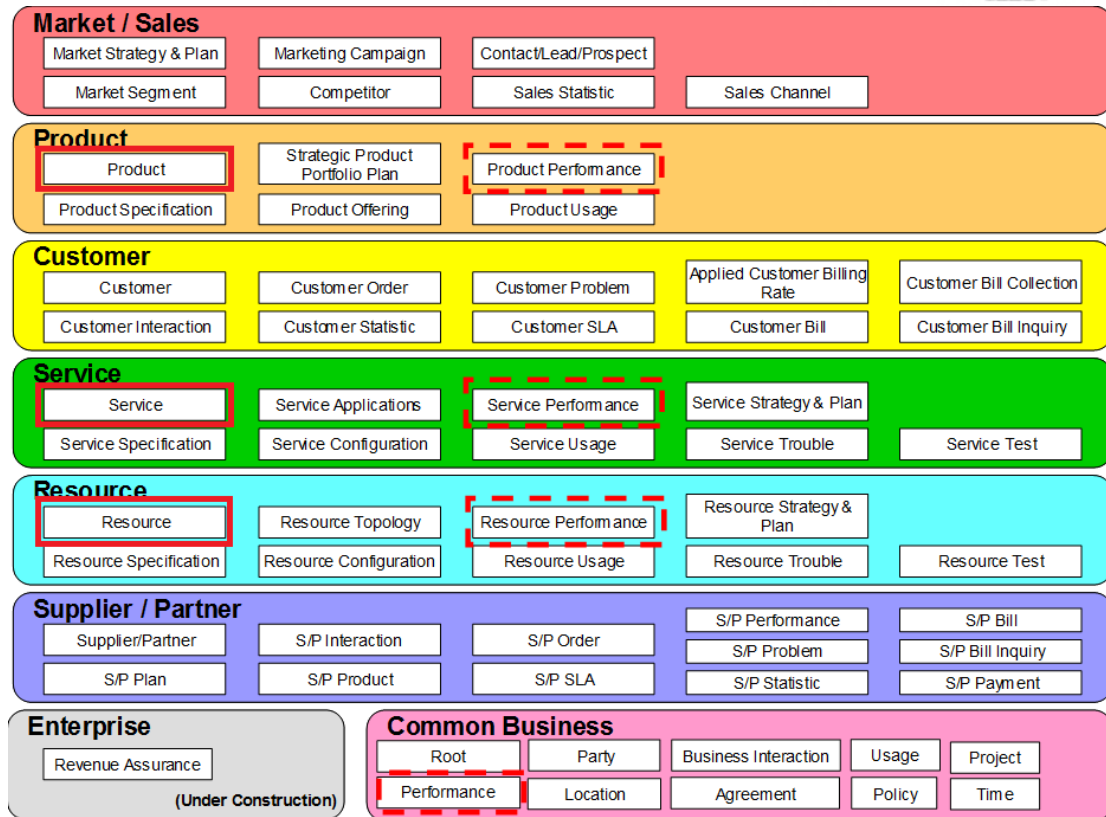 Market / Sales
Market Strategy & Plan
Marketing Campaign
Contact/Lead/Prospect
Market Segment
Competitor
Sales Statistic
Sales Channel
Product
Product
Strategic Product
Portfolio Plan
Product Performance
Product Specification
Product Offering
Product Usage
Customer
Customer
Customer Order
Customer Problem
Applied Customer Billing
Rate
Customer Bill Collection
Customer Interaction
Customer Statistic
Customer SLA
Customer Bill
Customer Bill Inquiry
Service
Service
Service Applications
Service Performance
Service Strategy & Plan
Service Specification
Service Configuration
Service Usage
Service Trouble
Service Test
Resource
Resource
Resource Topology
Resource Performance
Resource Strategy &
Plan
Resource Specification
Resource Configuration
Resource Usage
Resource Trouble
Resource Test
Supplier / Partner
Supplier/Partner
S/P Interaction
S/P Order
S/P Performance
S/P Bill
S/P Problem
S/P Bill Inquiry
S/P Plan
S/P Product
S/P SLA
S/P Statistic
S/P Payment
Enterprise
Revenue Assurance
(Under Construction)
Common Business
Root
Party
Business Interaction
Usage
Project
Performance
Location
Agreement
Policy
Time